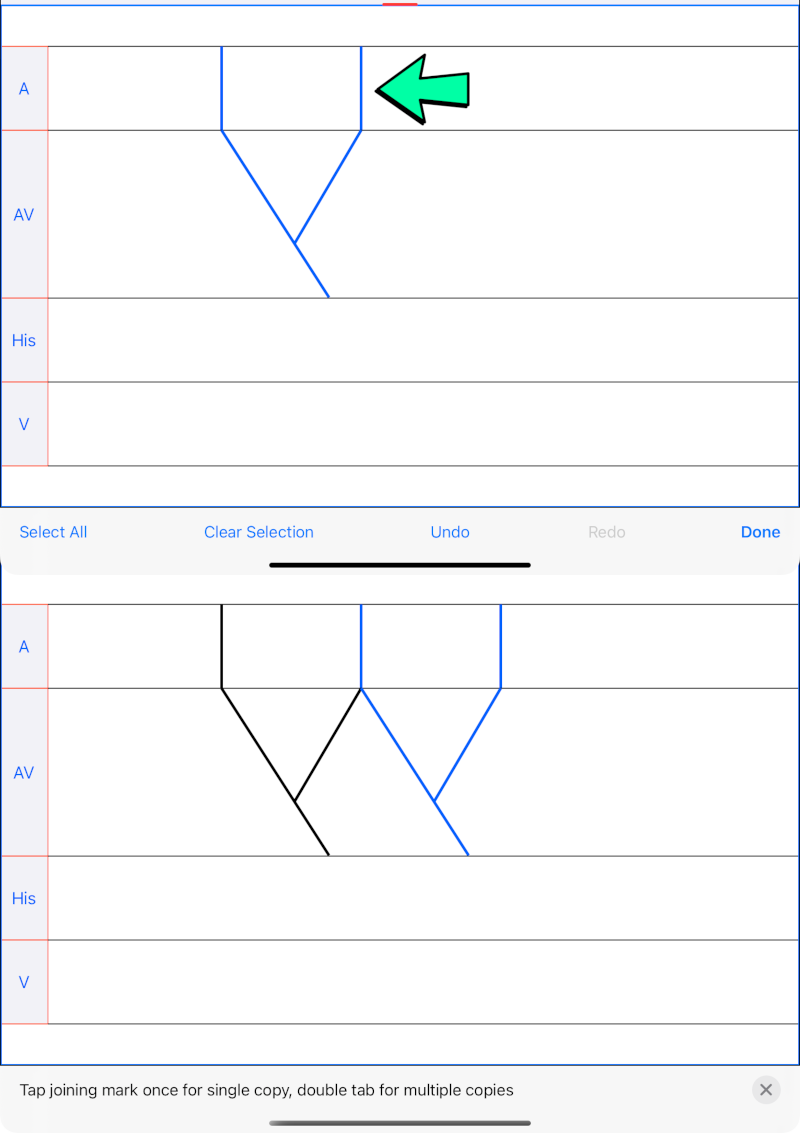 A
AV
His
V
Select All Clear Selection Undo Redo Done
A
AV
His
V
Tap joining mark once for single copy, double tab for multiple copies